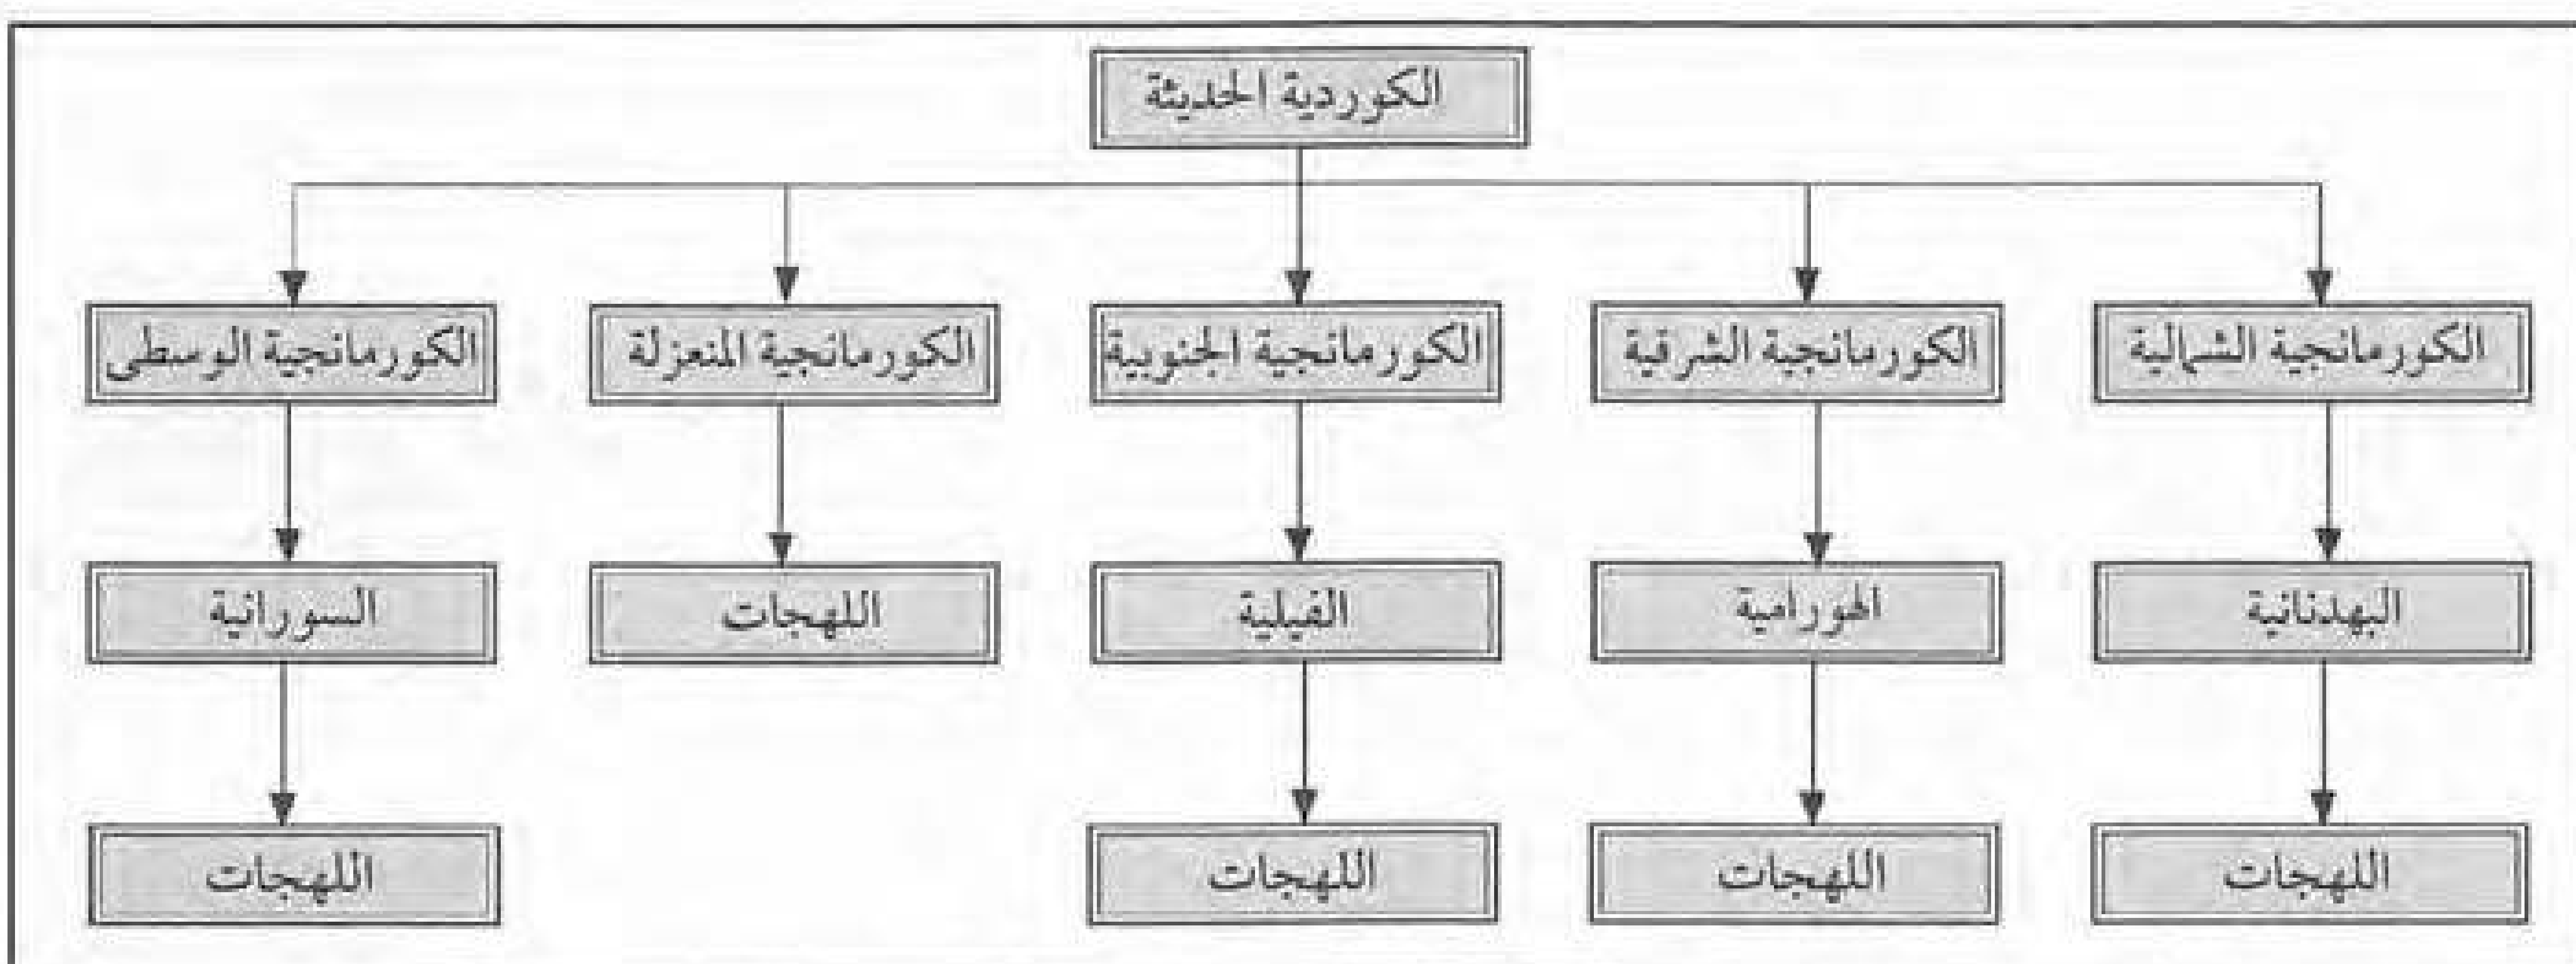 الكوردية الحديثة
الكورمانجية الشمالية
الكورمانجية الشرقية
الكورمانجية الجنوبية
الكورمانجية المنعزلة
الكورمانجية الوسطى
البهدنانية
الهورامية
الفيلية
اللهجات
السورانية
اللهجات
اللهجات
اللهجات
اللهجات